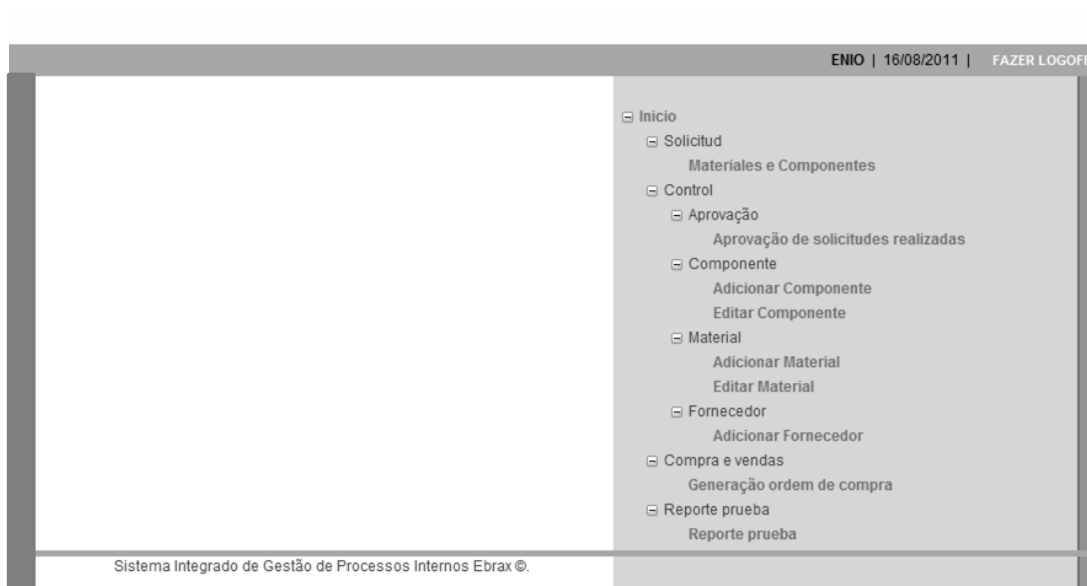 ENIO | 16/08/2011 | FAZER LOGOFF
Inicio
Solicitud
Materiales e Componentes
Control
Aprovação
Aprovação de solicitudes realizadas
Componente
Adicionar Componente
Editar Componente
Material
Adicionar Material
Editar Material
Fornecedor
Adicionar Fornecedor
Compra e vendas
Generação ordem de compra
Reporte prueba
Reporte prueba
Sistema Integrado de Gestão de Processos Internos Ebrax ©.